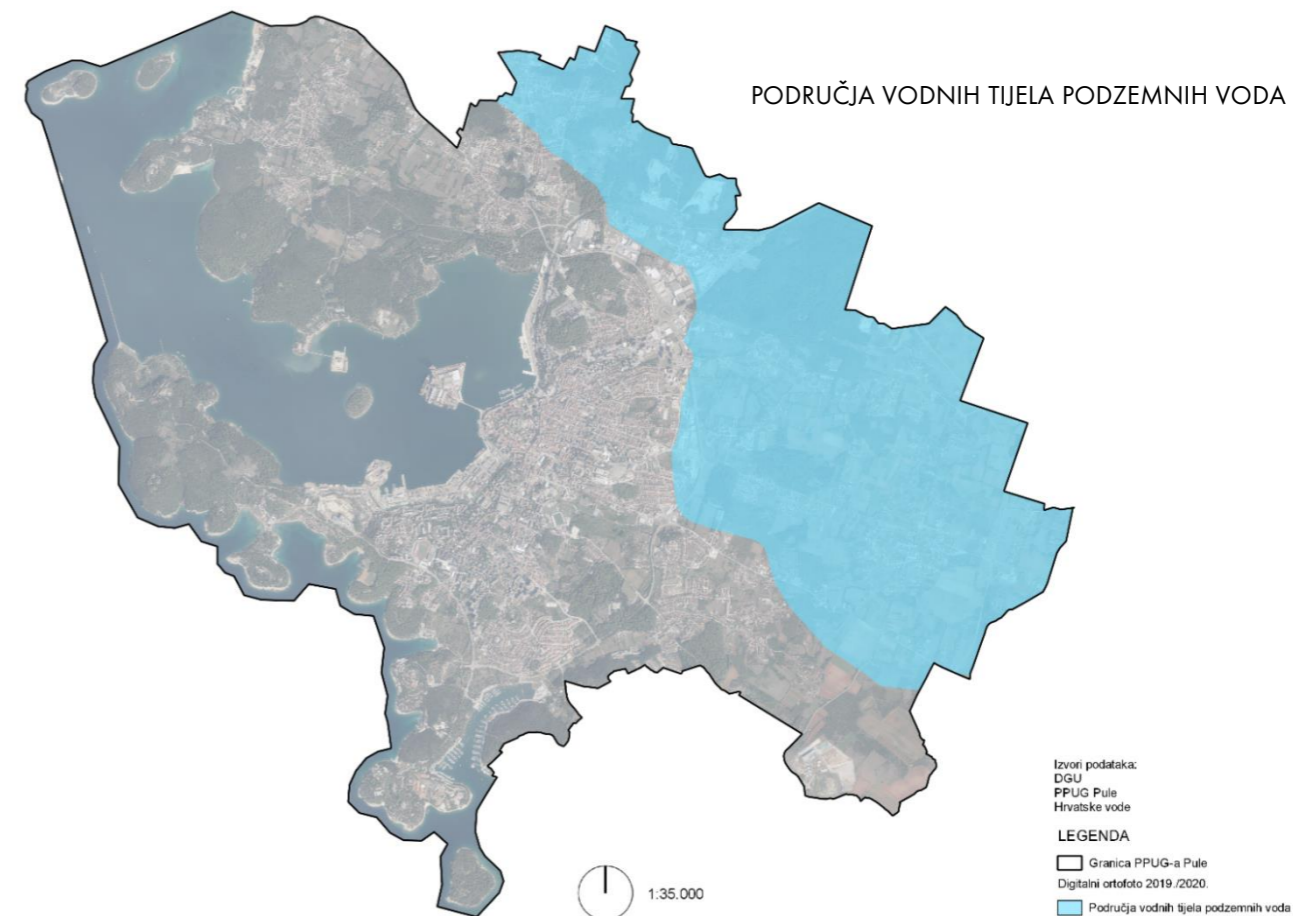 PODRUČJA VODNIH TIJELA PODZEMNIH VODA
Izvori podataka:
DGU
PPUG Pule
Hrvatske vode
LEGENDA
Granica PPUG-a Pule
Digitalni ortofoto 2019./2020.
Područja vodnih tijela podzemnih voda
1:35.000